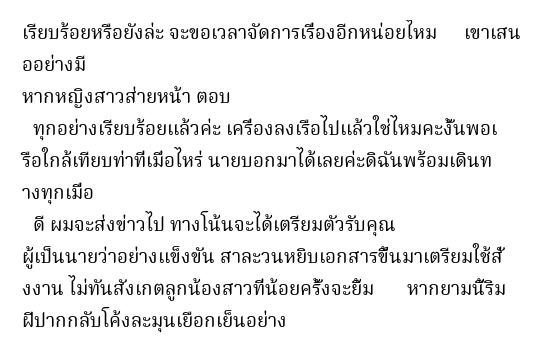 เรียบร้อยหรือยังล่ะ จะขอเวลาจัดการเรื่องอีกหน่อยไหม เขาเสน
ออย่างมี
หากหญิงสาวส่ายหน้า ตอบ
ทุกอย่างเรียบร้อยแล้วค่ะ เครื่องลงเรือไปแล้วใช่ไหมคะงั้นพอเ
รือใกล้เทียบท่าที่เมื่อไหร่ นายบอกมาได้เลยค่ะดิฉันพร้อมเดินท
างทุกเมื่อ
ดี ผมจะส่งข่าวไป ทางโน้นจะได้เตรียมตัวรับคุณ
ผู้เป็นนายว่าอย่างแข็งขัน สาละวนหยิบเอกสารขึ้นมาเตรียมใช้สั่
งงาน ไม่ทันสังเกตลูกน้องสาวที่น้อยครั้งจะยิ้ม หากยามนี้ริม
ฝีปากกลับโค้งละมุนเยือกเย็นอย่าง